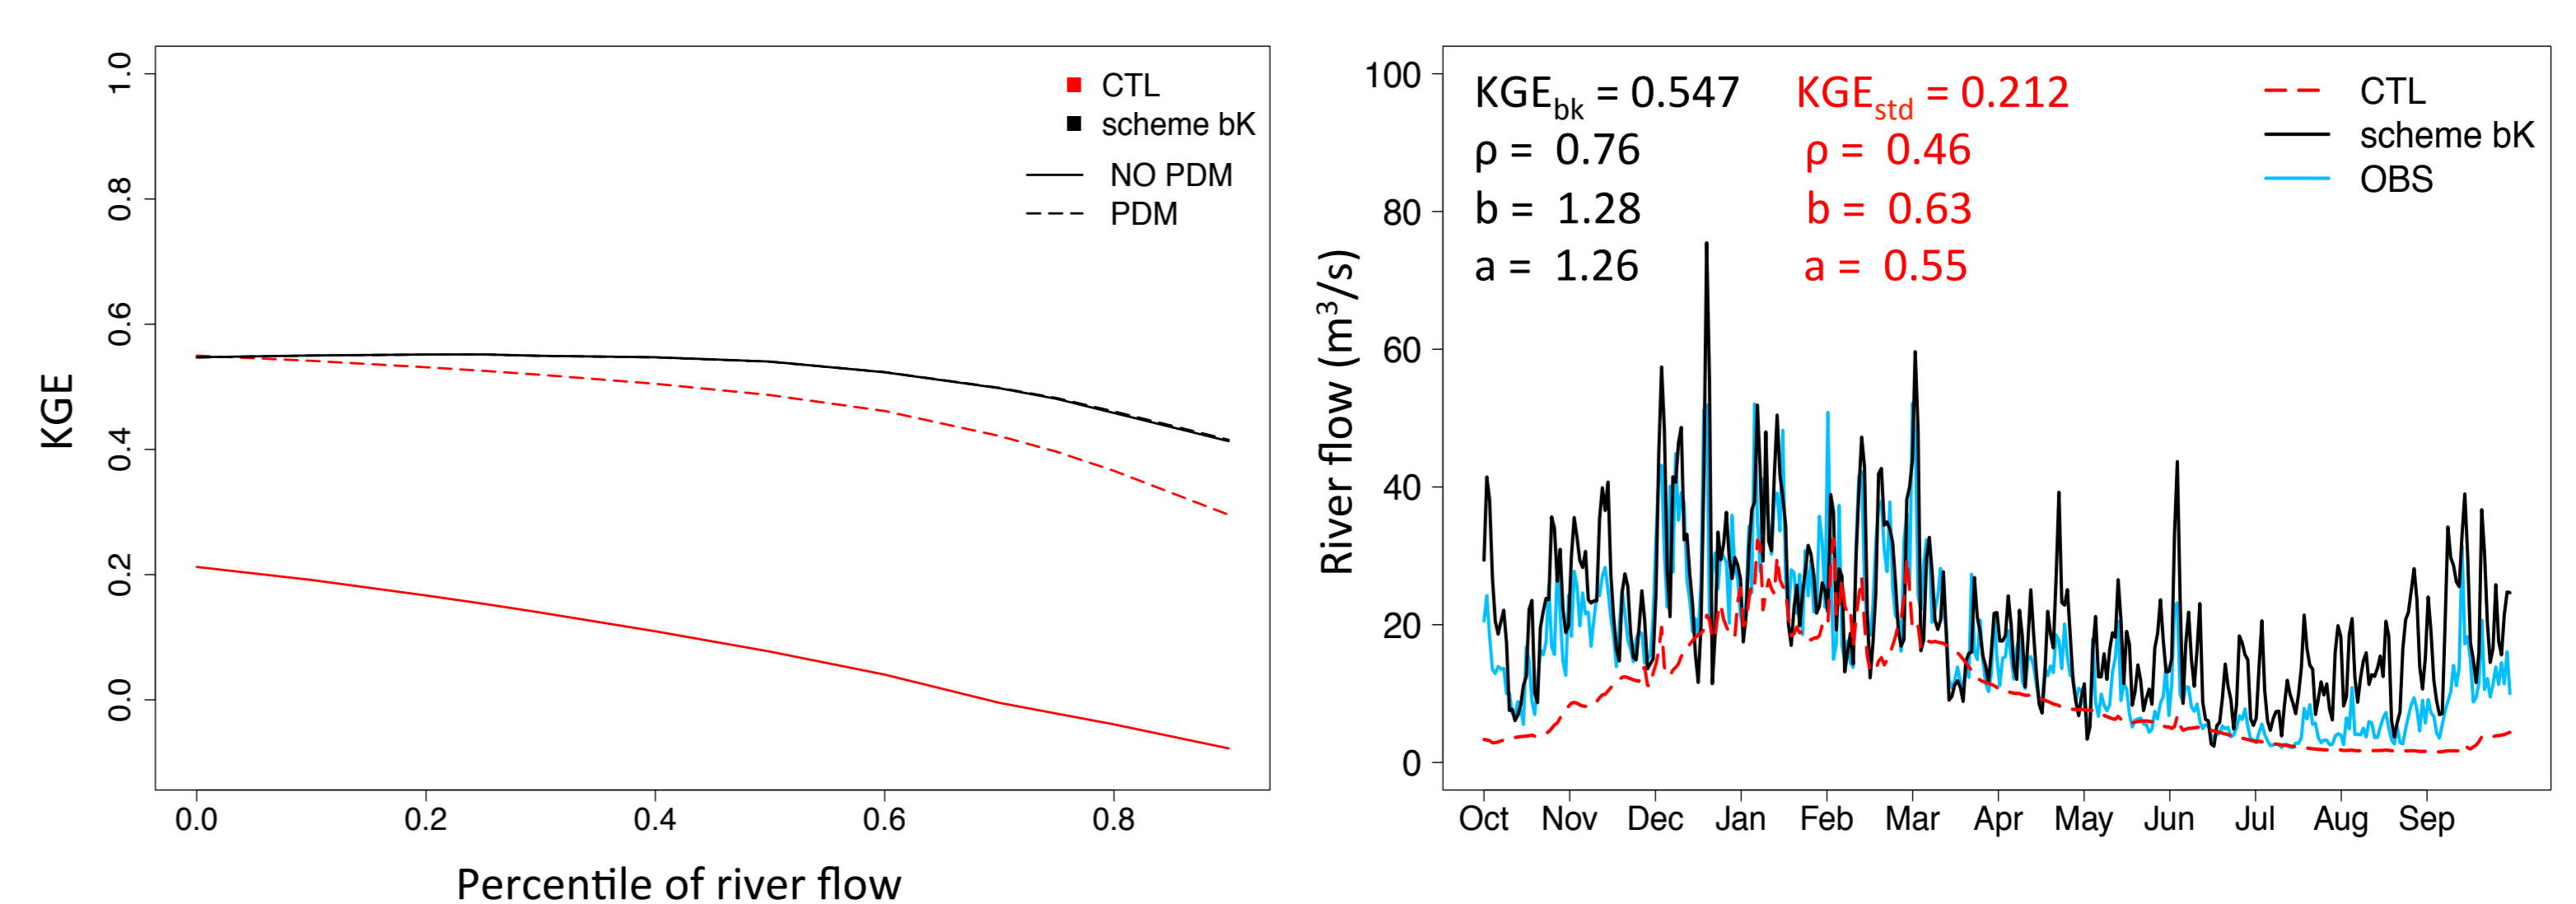 1.0
0.8
0.6
0.4
0.2
0.0
KGE
CTL
scheme bK
NO PDM
PDM
0.0 0.2 0.4 0.6 0.8
Percentile of river flow
100
80
60
40
20
0
River flow (m³/s)
KGEbk = 0.547
ρ = 0.76
b = 1.28
a = 1.26
KGEstd = 0.212
ρ = 0.46
b = 0.63
a = 0.55
CTL
scheme bK
OBS
Oct Nov Dec Jan Feb Mar Apr May Jun Jul Aug Sep